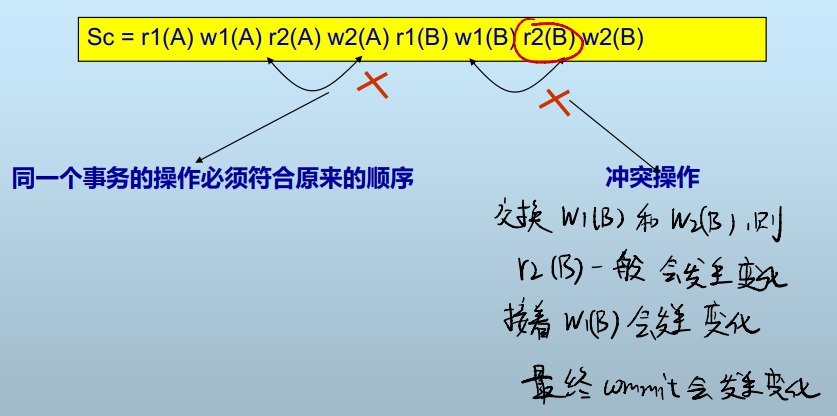 Sc = r1(A) w1(A) r2(A) w2(A) r1(B) w1(B) r2(B) w2(B)
同一个事务的操作必须符合原来的顺序
冲突操作
交换 W1(B) 和 W2(B),则
r2(B) 一般会发生变化
接着 W1(B) 会发生变化
最终 commit 会发生变化